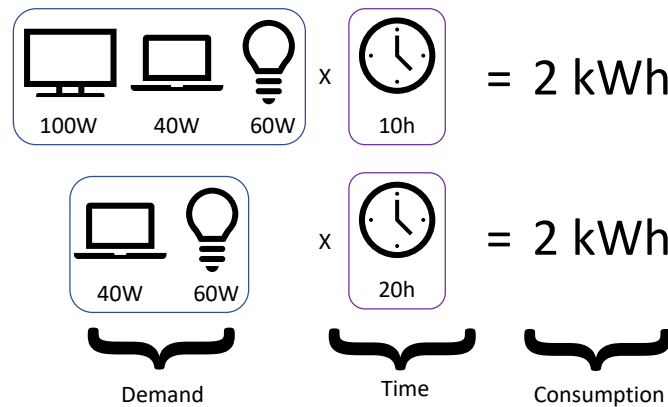 x = 2 kWh
100W 40W 60W 10h
x = 2 kWh
40W 60W 20h
Demand Time Consumption